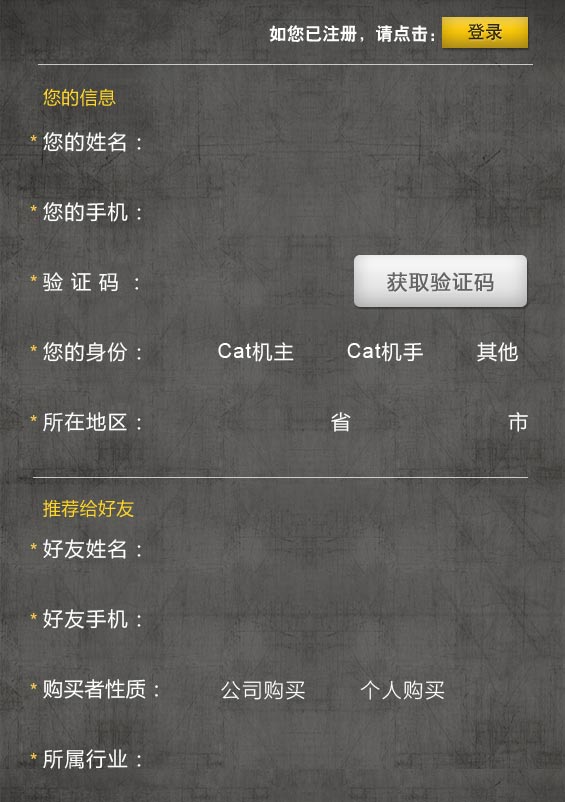 如您已注册，请点击: 登录
您的信息
* 您的姓名：
* 您的手机：
* 验 证 码 ： 获取验证码
* 您的身份： Cat机主 Cat机手 其他
* 所在地区： 省 市
推荐给好友
* 好友姓名：
* 好友手机：
* 购买者性质： 公司购买 个人购买
* 所属行业：